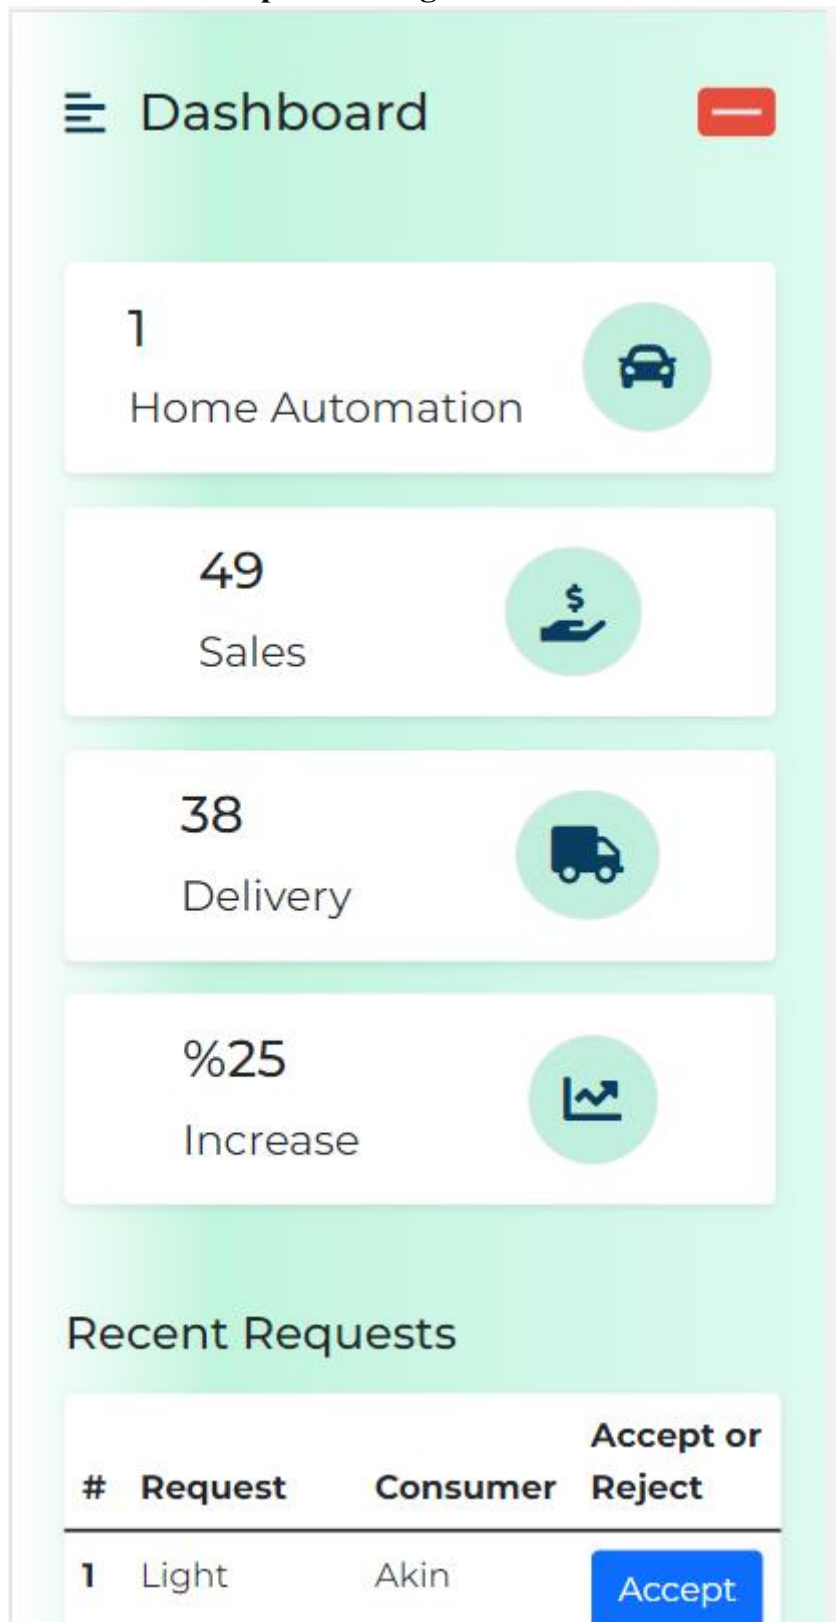 Dashboard
1
Home Automation
49
Sales
38
Delivery
%25
Increase
Recent Requests
# Request Consumer Accept or Reject
1 Light Akin Accept